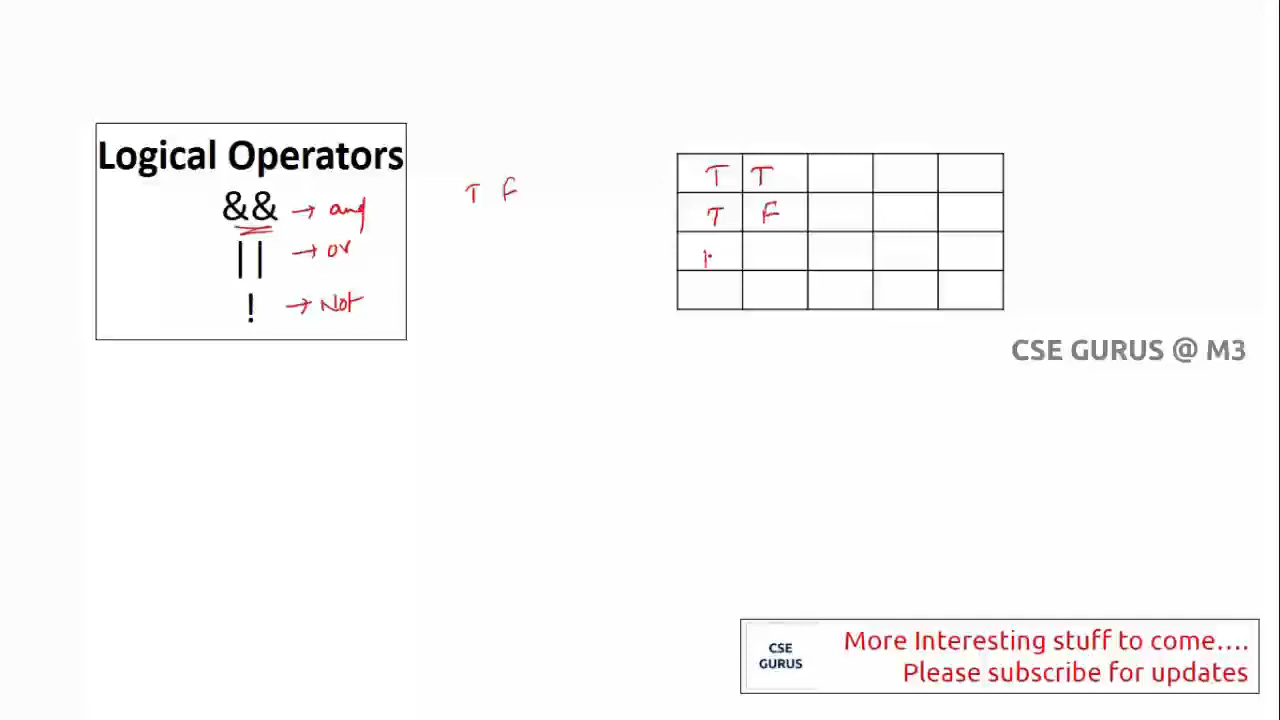 Logical Operators
&& → and
|| → or
! → Not
T F
T T
T F
CSE GURUS @ M3
CSE
GURUS
More Interesting stuff to come....
Please subscribe for updates